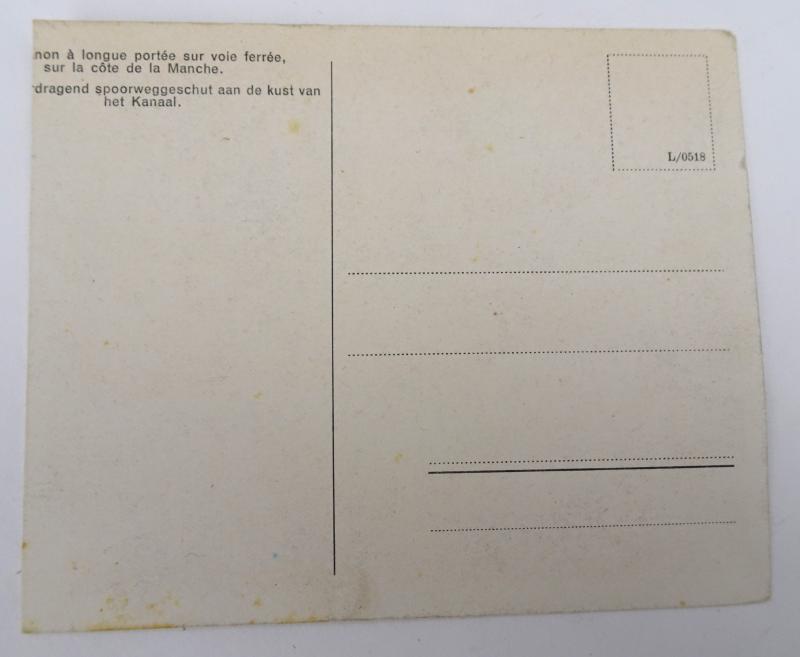 non à longue portée sur voie ferrée,
sur la côte de la Manche.
rdragend spoorweggeschut aan de kust van
het Kanaal.
L/0518